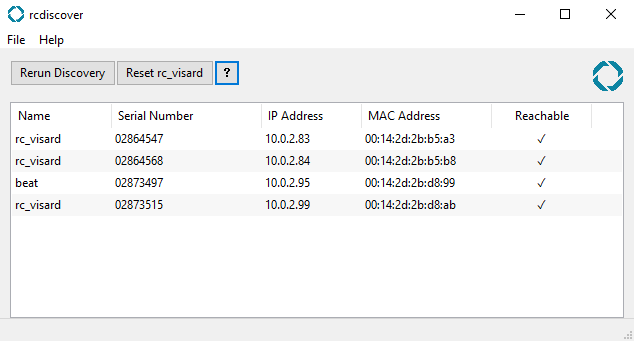 rcdiscover
File Help
Rerun Discovery Reset rc_visard ?
Name Serial Number IP Address MAC Address Reachable
rc_visard 02864547 10.0.2.83 00:14:2d:2b:b5:a3 ✓
rc_visard 02864568 10.0.2.84 00:14:2d:2b:b5:b8 ✓
beat 02873497 10.0.2.95 00:14:2d:2b:d8:99 ✓
rc_visard 02873515 10.0.2.99 00:14:2d:2b:d8:ab ✓